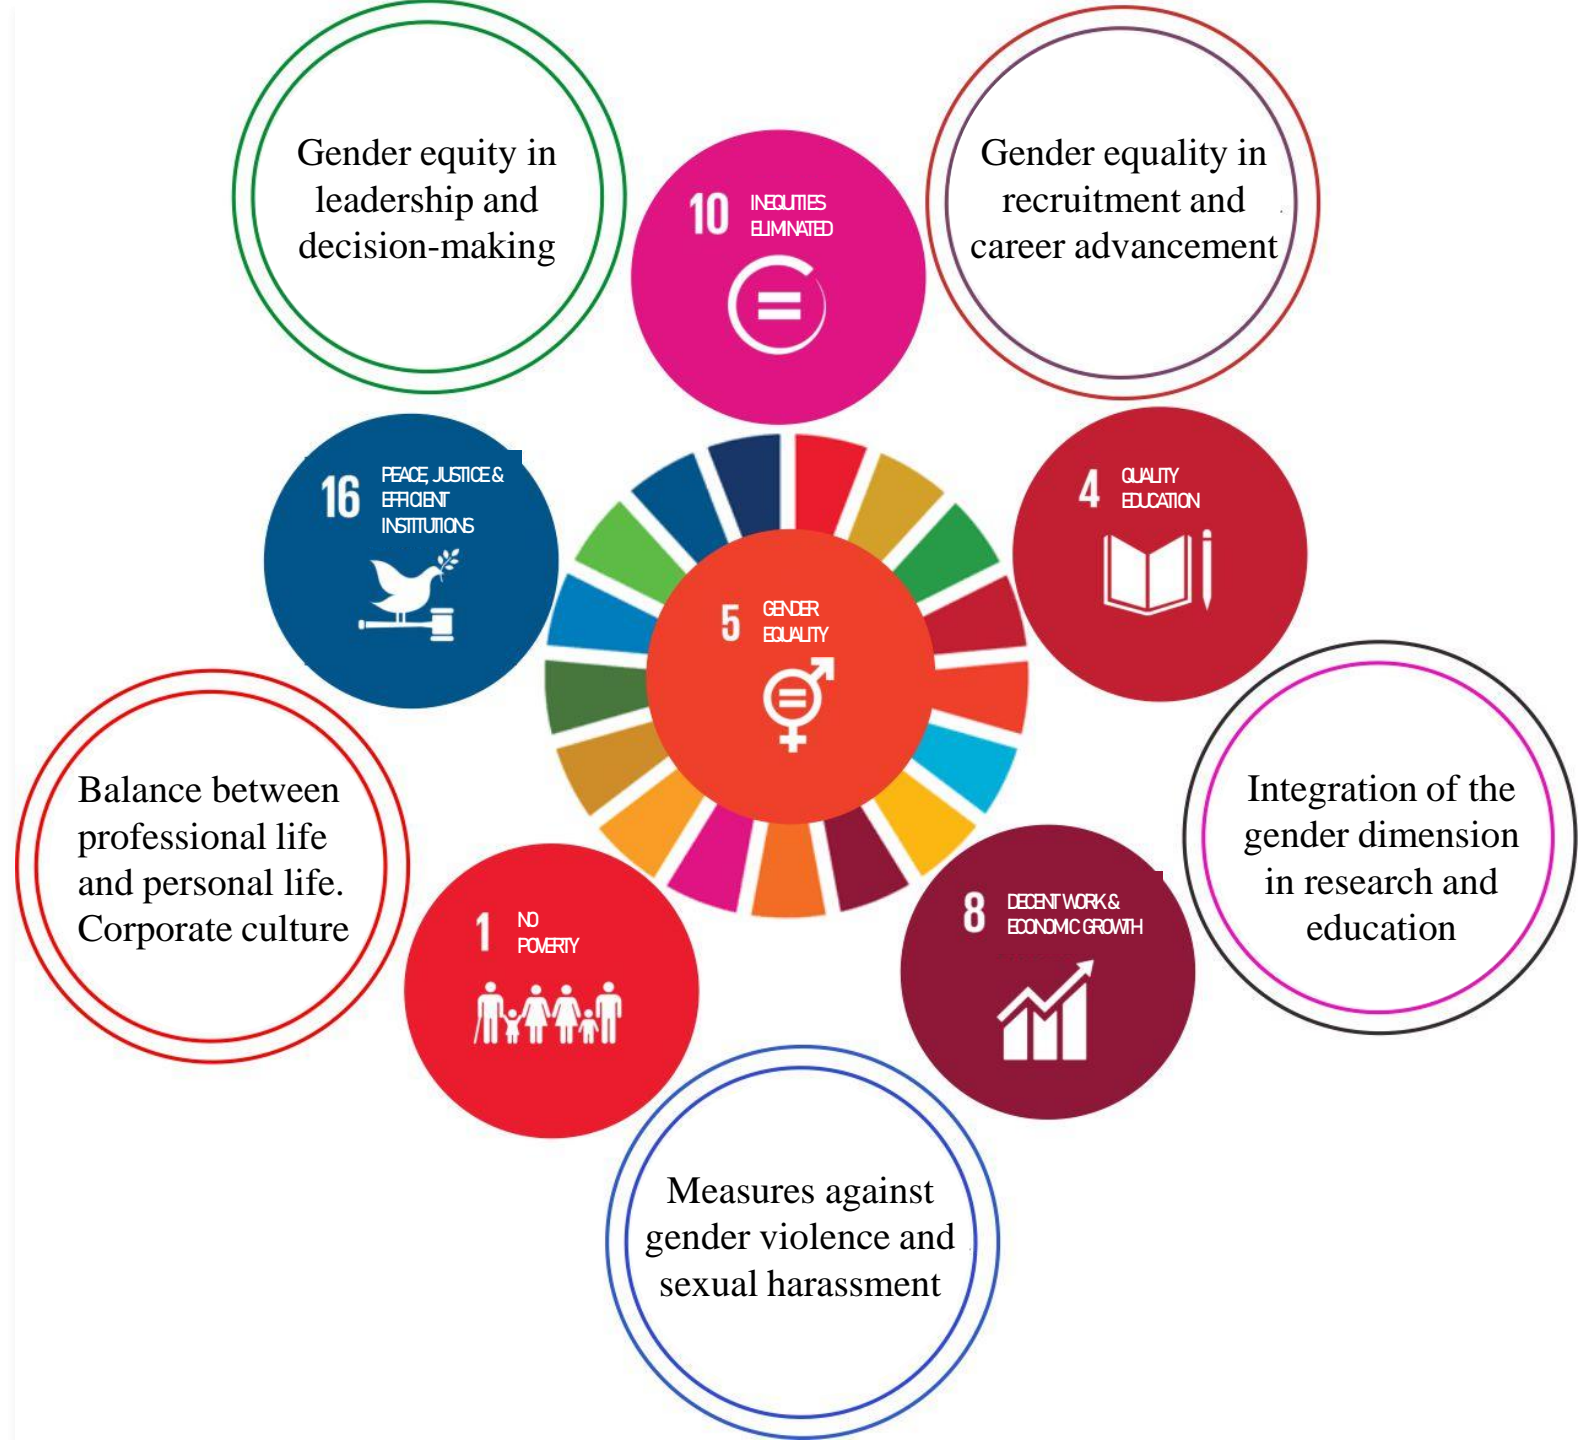 Gender equity in
leadership and
decision-making
10
INEQUITIES
ELIMINATED
Gender equality in
recruitment and
career advancement
16
PEACE, JUSTICE &
EFFICIENT
INSTITUTIONS
4
QUALITY
EDUCATION
5
GENDER
EQUALITY
Balance between
professional life
and personal life.
Corporate culture
Integration of the
gender dimension
in research and
education
1
NO
POVERTY
8
DECENT WORK &
ECONOMIC GROWTH
Measures against
gender violence and
sexual harassment